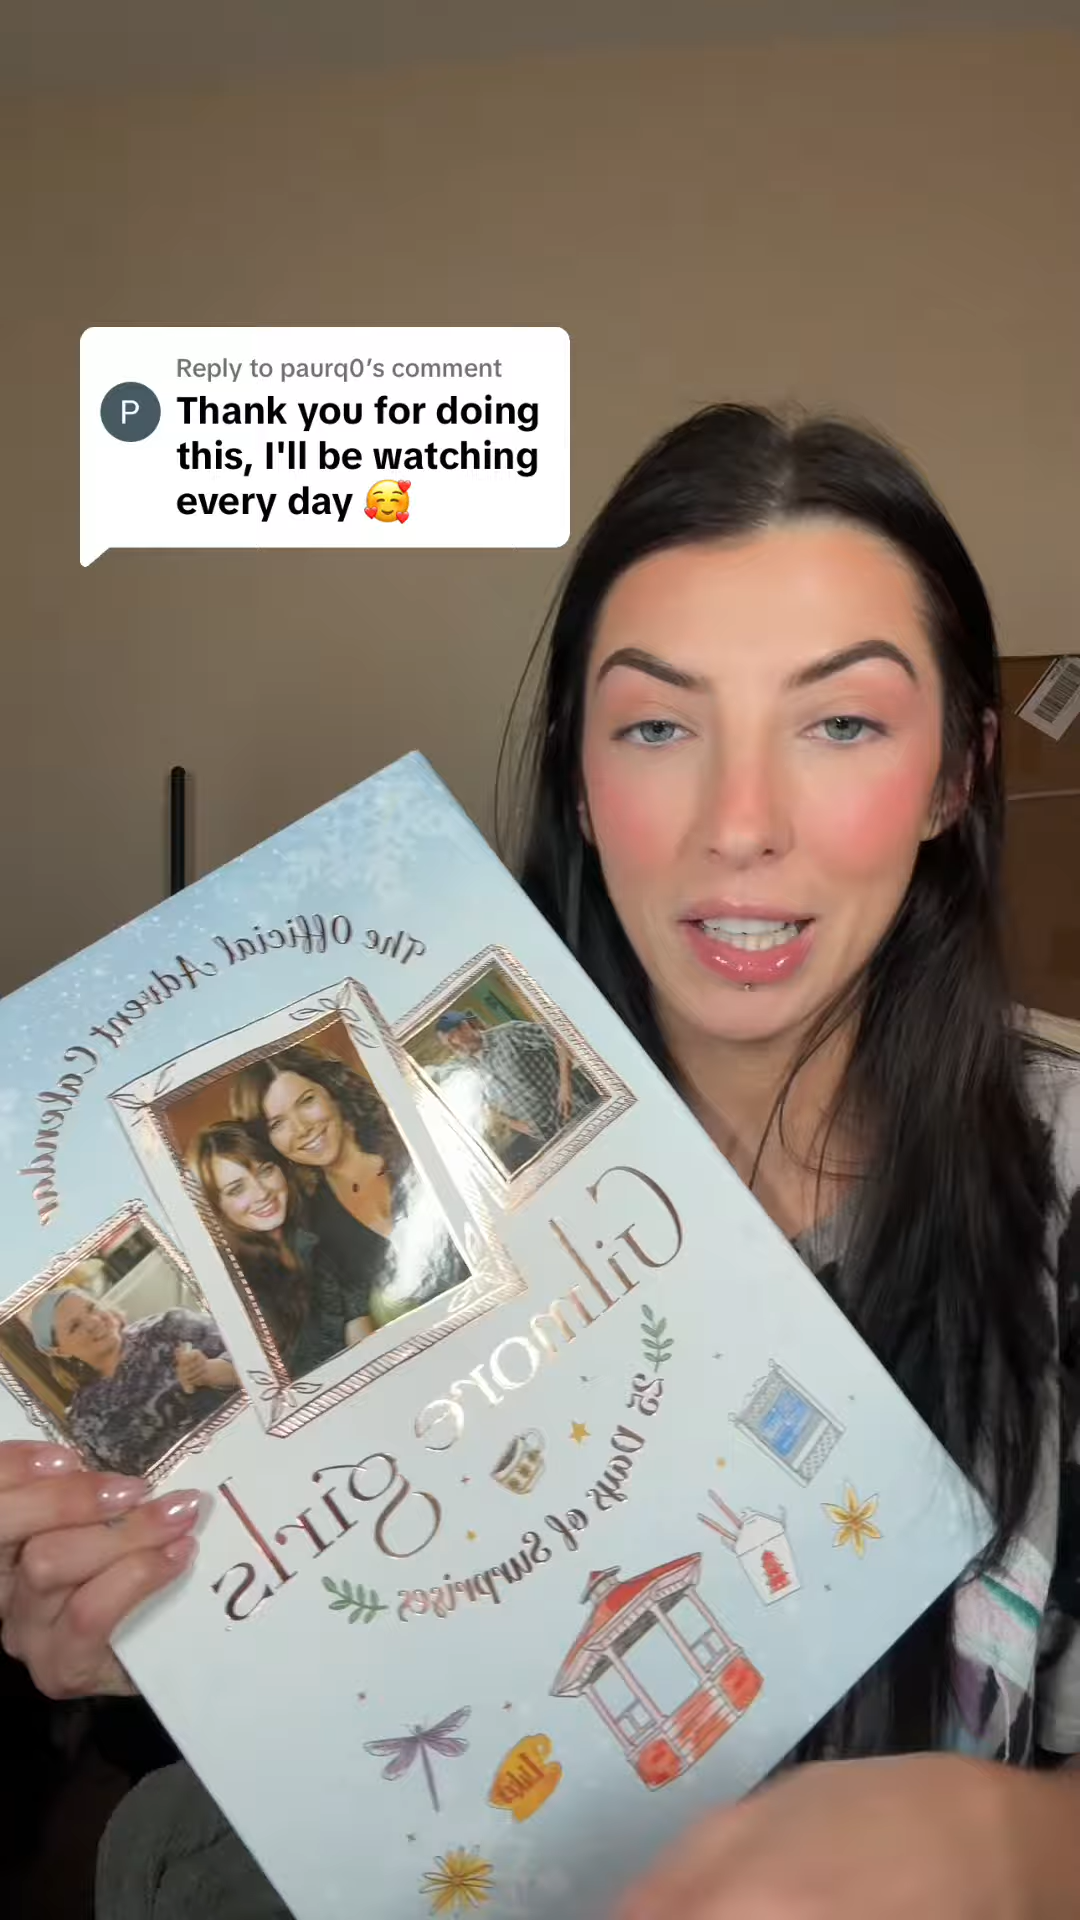 Reply to paurq0's comment
P
Thank you for doing
this, I'll be watching
every day 🥰
The Official Advent Calendar
Gilmore
girls
25 Days of Surprises
Luke's